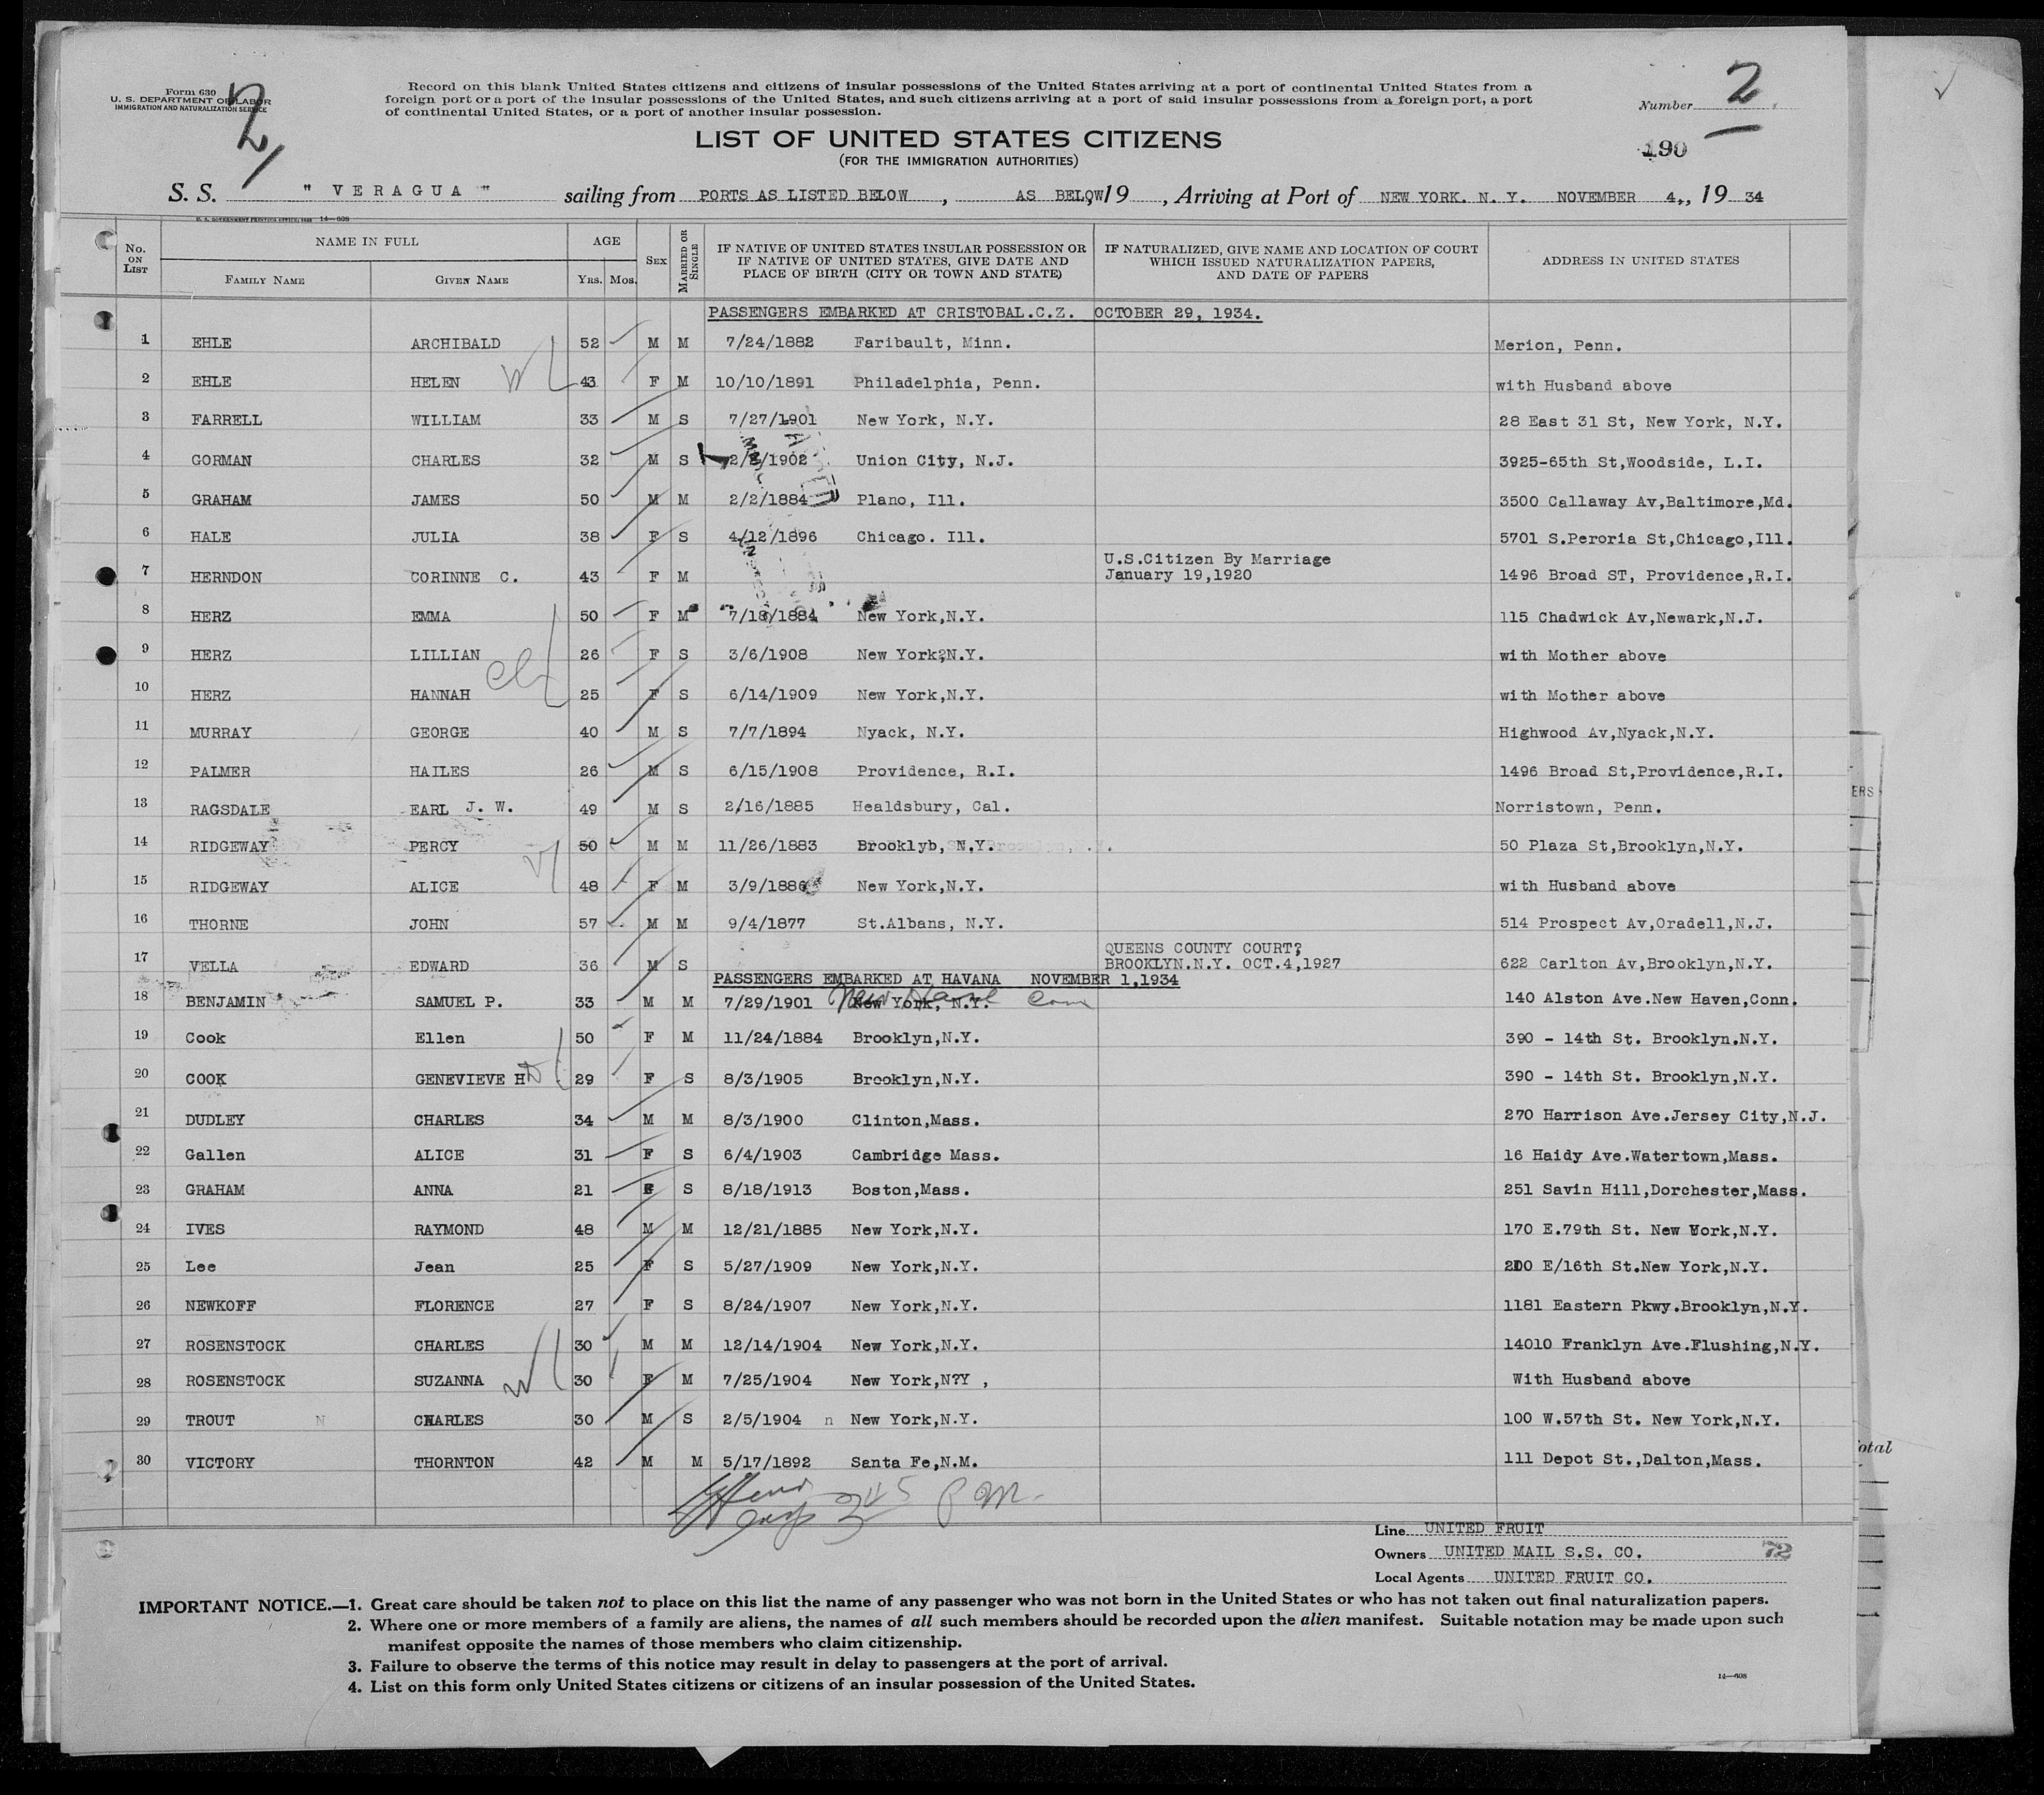 Form 630
U. S. DEPARTMENT OF LABOR
IMMIGRATION AND NATURALIZATION SERVICE
2
Record on this blank United States citizens and citizens of insular possessions of the United States arriving at a port of continental United States from a
foreign port or a port of the insular possessions of the United States, and such citizens arriving at a port of said insular possessions from a foreign port, a port
of continental United States, or a port of another insular possession.
Number 2
LIST OF UNITED STATES CITIZENS
(FOR THE IMMIGRATION AUTHORITIES)
190
S. S. " VERAGUA " sailing from PORTS AS LISTED BELOW , AS BELOW 19 , Arriving at Port of NEW YORK. N. Y. NOVEMBER 4,, 19 34
U. S. GOVERNMENT PRINTING OFFICE: 14—608
No. ON LIST NAME IN FULL FAMILY NAME GIVEN NAME AGE YRS. MOS. SEX MARRIED OR SINGLE IF NATIVE OF UNITED STATES INSULAR POSSESSION OR IF NATIVE OF UNITED STATES, GIVE DATE AND PLACE OF BIRTH (CITY OR TOWN AND STATE) IF NATURALIZED, GIVE NAME AND LOCATION OF COURT WHICH ISSUED NATURALIZATION PAPERS, AND DATE OF PAPERS ADDRESS IN UNITED STATES
PASSENGERS EMBARKED AT CRISTOBAL.C.Z. OCTOBER 29, 1934.
1 EHLE ARCHIBALD 52 M M 7/24/1882 Faribault, Minn. Merion, Penn.
2 EHLE HELEN 43 F M 10/10/1891 Philadelphia, Penn. with Husband above
3 FARRELL WILLIAM 33 M S 7/27/1901 New York, N.Y. 28 East 31 St, New York, N.Y.
4 GORMAN CHARLES 32 M S 2/2/1902 Union City, N.J. 3925-65th St,Woodside, L.I.
5 GRAHAM JAMES 50 M M 2/2/1884 Plano, Ill. 3500 Callaway Av,Baltimore,Md.
6 HALE JULIA 38 F S 4/12/1896 Chicago. Ill. 5701 S.Peroria St,Chicago,Ill.
7 HERNDON CORINNE C. 43 F M U.S.Citizen By Marriage January 19,1920 1496 Broad ST, Providence,R.I.
8 HERZ EMMA 50 F M 7/18/1884 New York,N.Y. 115 Chadwick Av,Newark,N.J.
9 HERZ LILLIAN 26 F S 3/6/1908 New York,N.Y. with Mother above
10 HERZ HANNAH 25 F S 6/14/1909 New York,N.Y. with Mother above
11 MURRAY GEORGE 40 M S 7/7/1894 Nyack, N.Y. Highwood Av,Nyack,N.Y.
12 PALMER HAILES 26 M S 6/15/1908 Providence, R.I. 1496 Broad St,Providence,R.I.
13 RAGSDALE EARL J. W. 49 M S 2/16/1885 Healdsbury, Cal. Norristown, Penn.
14 RIDGEWAY PERCY 50 M M 11/26/1883 Brooklyb, N.Y. 50 Plaza St,Brooklyn,N.Y.
15 RIDGEWAY ALICE 48 F M 3/9/1886 New York,N.Y. with Husband above
16 THORNE JOHN 57 M M 9/4/1877 St.Albans, N.Y. 514 Prospect Av,Oradell,N.J.
17 VELLA EDWARD 36 M S QUEENS COUNTY COURT? BROOKLYN.N.Y. OCT.4,1927 622 Carlton Av,Brooklyn,N.Y.
PASSENGERS EMBARKED AT HAVANA NOVEMBER 1,1934
18 BENJAMIN SAMUEL P. 33 M M 7/29/1901 New York, N.Y. New Haven Conn 140 Alston Ave.New Haven,Conn.
19 Cook Ellen 50 F M 11/24/1884 Brooklyn,N.Y. 390 - 14th St. Brooklyn.N.Y.
20 COOK GENEVIEVE H 29 F S 8/3/1905 Brooklyn,N.Y. 390 - 14th St. Brooklyn,N.Y.
21 DUDLEY CHARLES 34 M M 8/3/1900 Clinton,Mass. 270 Harrison Ave.Jersey City,N.J.
22 Gallen ALICE 31 F S 6/4/1903 Cambridge Mass. 16 Haidy Ave.Watertown,Mass.
23 GRAHAM ANNA 21 F S 8/18/1913 Boston,Mass. 251 Savin Hill,Dorchester,Mass.
24 IVES RAYMOND 48 M M 12/21/1885 New York,N.Y. 170 E.79th St. New York,N.Y.
25 Lee Jean 25 F S 5/27/1909 New York,N.Y. 200 E/16th St.New York,N.Y.
26 NEWKOFF FLORENCE 27 F S 8/24/1907 New York,N.Y. 1181 Eastern Pkwy.Brooklyn,N.Y.
27 ROSENSTOCK CHARLES 30 M M 12/14/1904 New York,N.Y. 14010 Franklyn Ave.Flushing,N.Y.
28 ROSENSTOCK SUZANNA 30 F M 7/25/1904 New York,N?Y , With Husband above
29 TROUT N CHARLES 30 M S 2/5/1904 n New York,N.Y. 100 W.57th St. New York,N.Y.
30 VICTORY THORNTON 42 M M 5/17/1892 Santa Fe,N.M. 111 Depot St.,Dalton,Mass.
345 P M.
Line UNITED FRUIT
Owners UNITED MAIL S.S. CO. 72
Local Agents UNITED FRUIT CO.
IMPORTANT NOTICE.—1. Great care should be taken not to place on this list the name of any passenger who was not born in the United States or who has not taken out final naturalization papers.
2. Where one or more members of a family are aliens, the names of all such members should be recorded upon the alien manifest. Suitable notation may be made upon such
manifest opposite the names of those members who claim citizenship.
3. Failure to observe the terms of this notice may result in delay to passengers at the port of arrival.
4. List on this form only United States citizens or citizens of an insular possession of the United States.
14—608